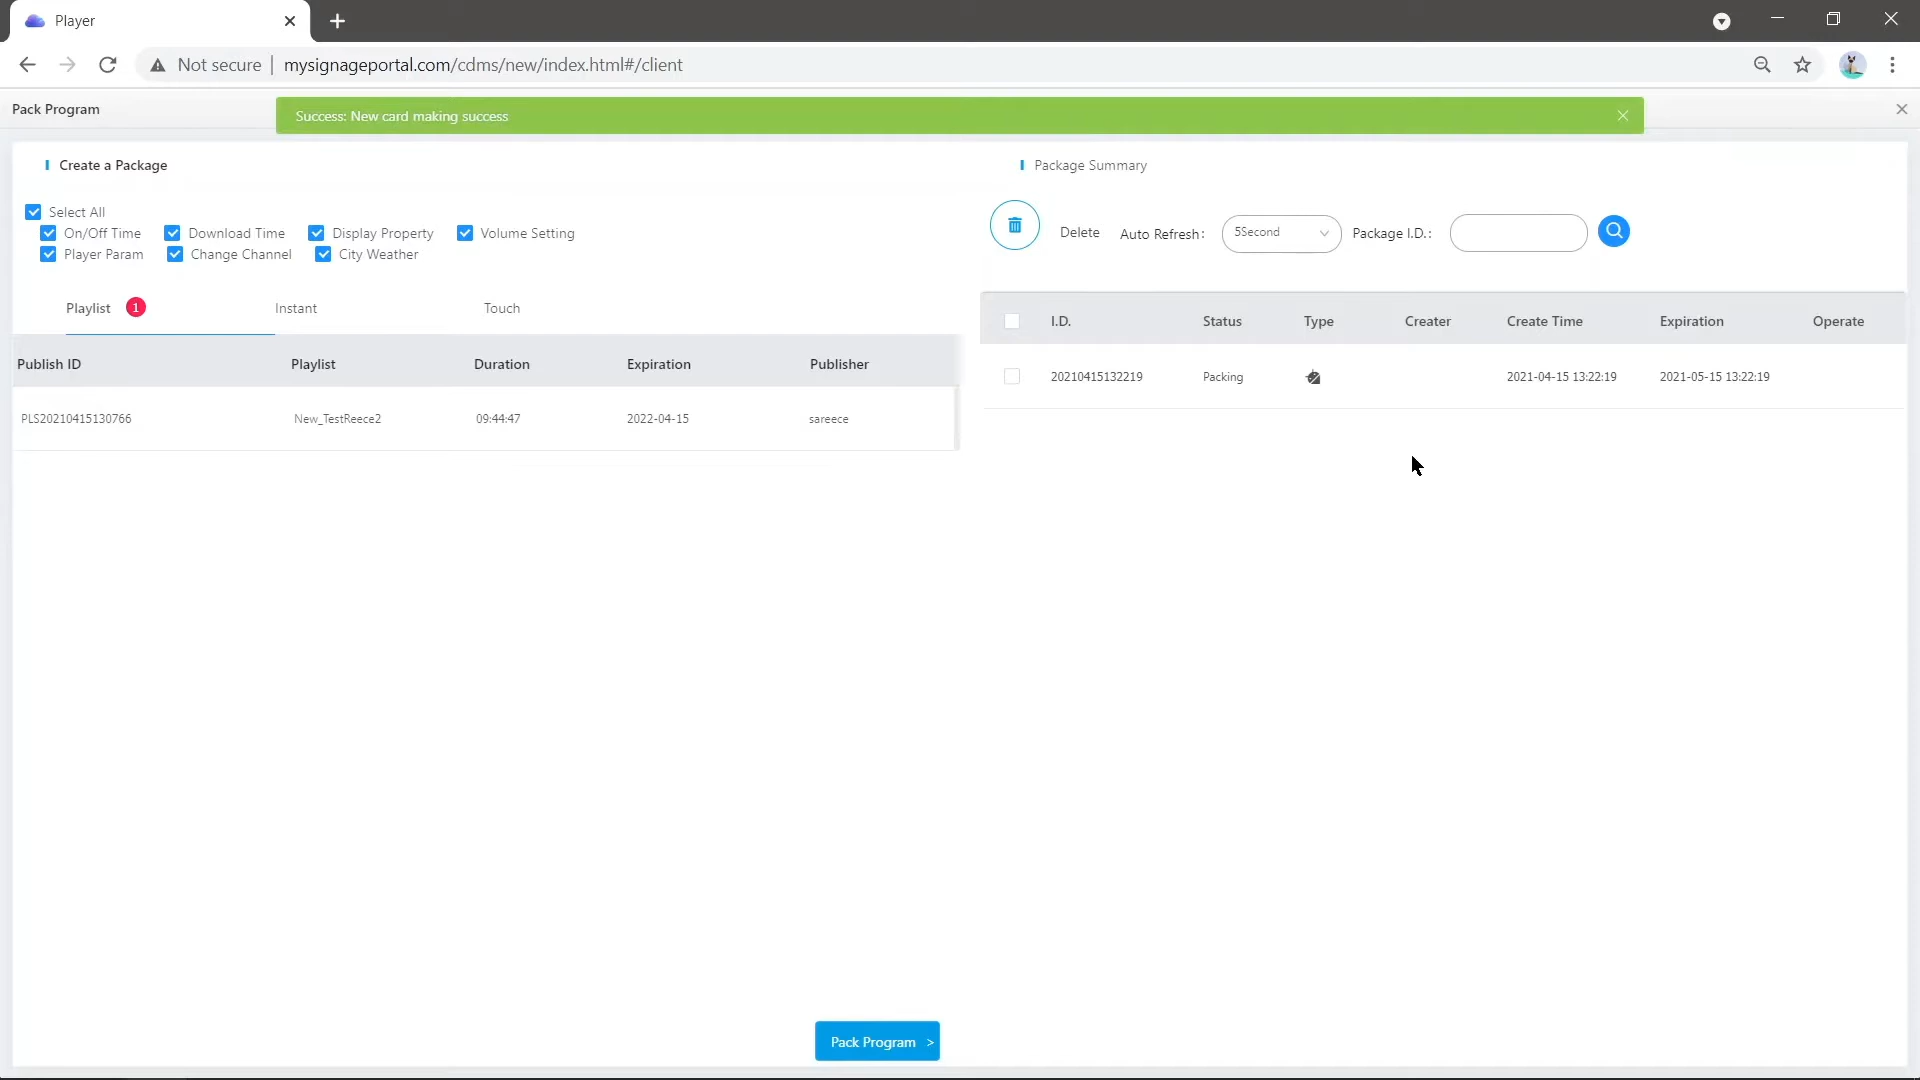 Player
Not secure
mysignageportal.com/cdms/new/index.html#/client
Pack Program
Success: New card making success
Create a Package
Select All
On/Off Time
Download Time
Display Property
Volume Setting
Player Param
Change Channel
City Weather
Playlist 1
Instant
Touch
Publish ID
Playlist
Duration
Expiration
Publisher
PLS20210415130766
New_TestReece2
09:44:47
2022-04-15
sareece
Pack Program >
Package Summary
Delete
Auto Refresh:
5Second
Package I.D.:
I.D.
Status
Type
Creater
Create Time
Expiration
Operate
20210415132219
Packing
2021-04-15 13:22:19
2021-05-15 13:22:19